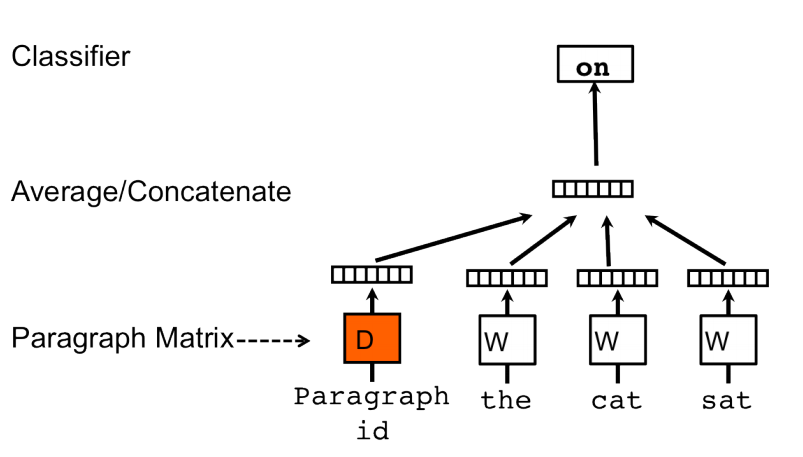 Classifier
on
Average/Concatenate
Paragraph Matrix
D
W
W
W
Paragraph
id
the
cat
sat